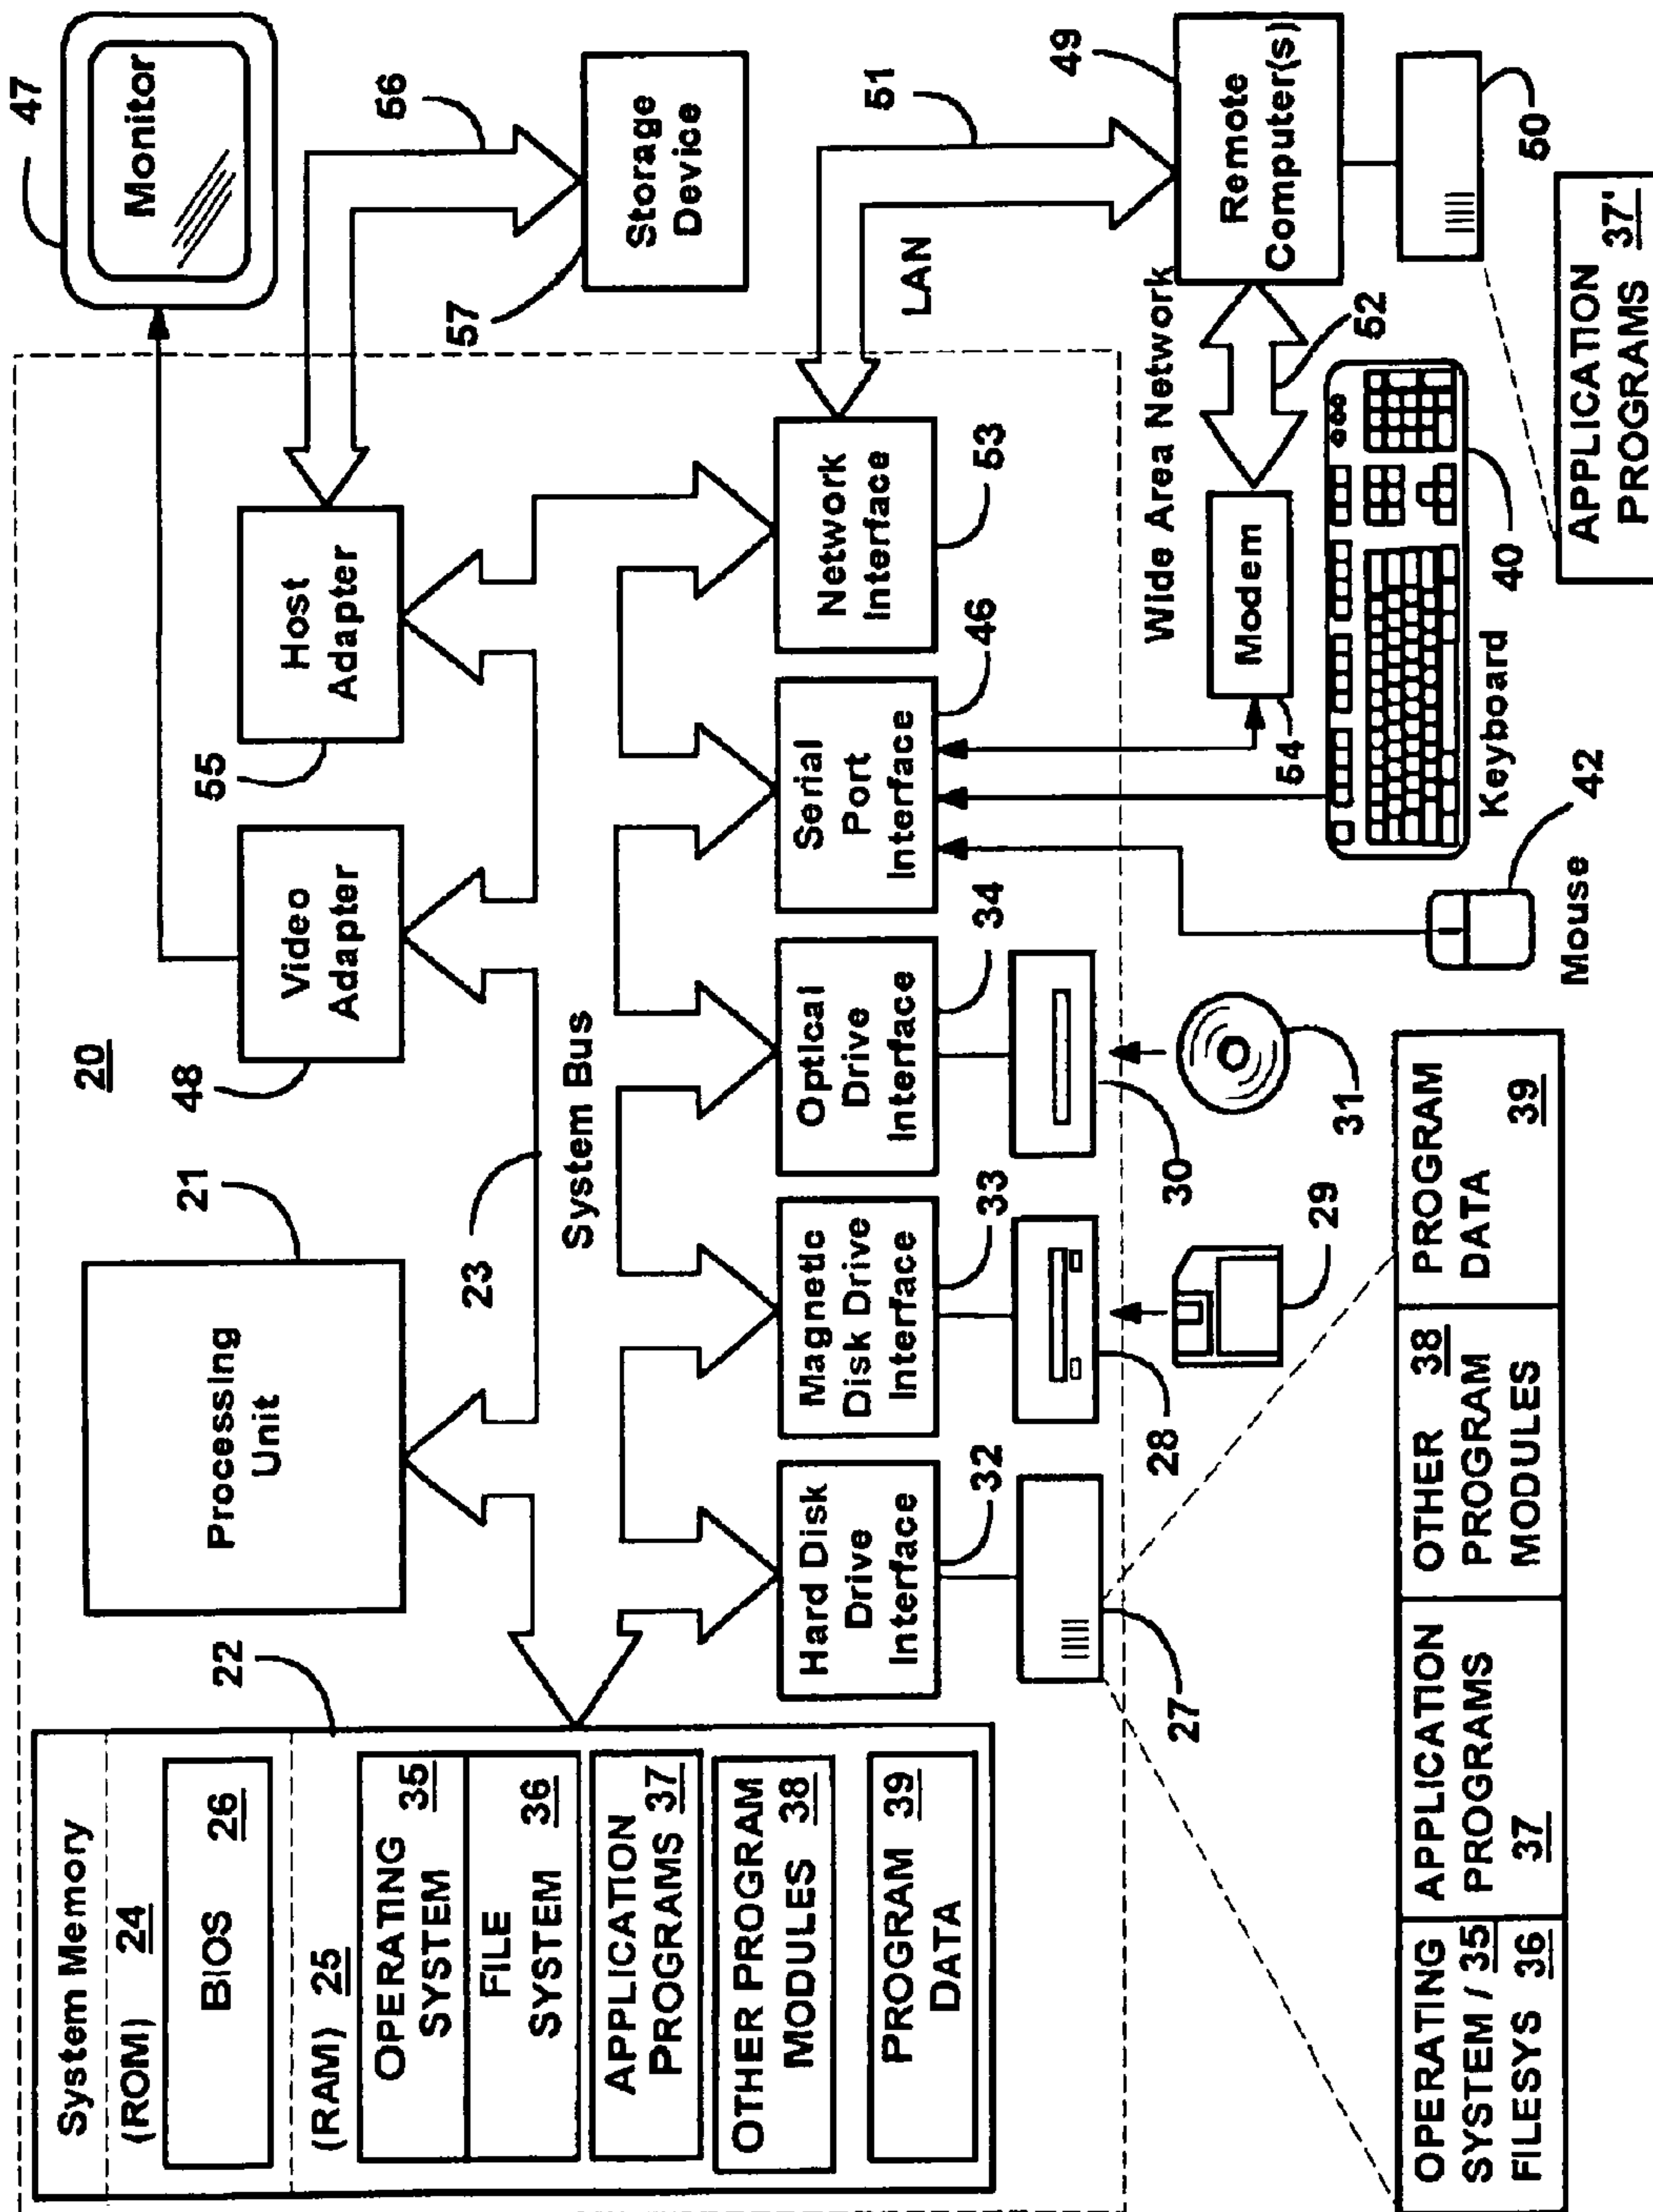 20
System Memory
(ROM) 24
BIOS 26
(RAM) 25
OPERATING
SYSTEM 35
FILE
SYSTEM 36
APPLICATION
PROGRAMS 37
OTHER PROGRAM
MODULES 38
PROGRAM 39
DATA
22
Processing
Unit
21
48
Video
Adapter
55
Host
Adapter
47
Monitor
56
57
Storage
Device
23
System Bus
Hard Disk
Drive
Interface
32
Magnetic
Disk Drive
Interface
33
Optical
Drive
Interface
34
Serial
Port
Interface
46
Network
Interface
53
LAN
51
27
28
29
30
31
Wide Area Network
Modem
54
52
49
Remote
Computer(s)
50
40
Keyboard
42
Mouse
OPERATING
SYSTEM / 35
FILESYS 36
APPLICATION
PROGRAMS
37
OTHER 38
PROGRAM
MODULES
PROGRAM
DATA
39
APPLICATION
PROGRAMS 37'